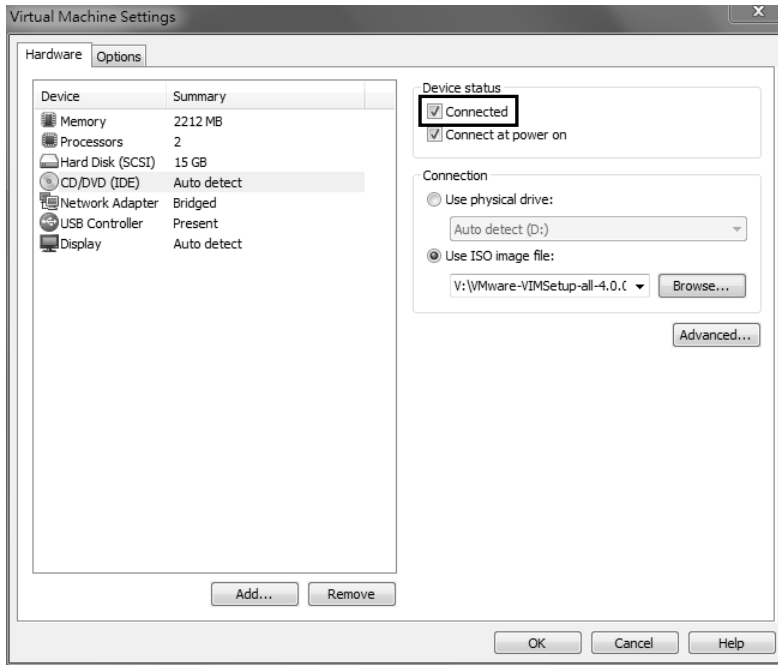 Virtual Machine Settings
X
Hardware
Options
Device Summary
Memory 2212 MB
Processors 2
Hard Disk (SCSI) 15 GB
CD/DVD (IDE) Auto detect
Network Adapter Bridged
USB Controller Present
Display Auto detect
Add...
Remove
Device status
Connected
Connect at power on
Connection
Use physical drive:
Auto detect (D:)
Use ISO image file:
V:\VMware-VIMSetup-all-4.0.(
Browse...
Advanced...
OK
Cancel
Help